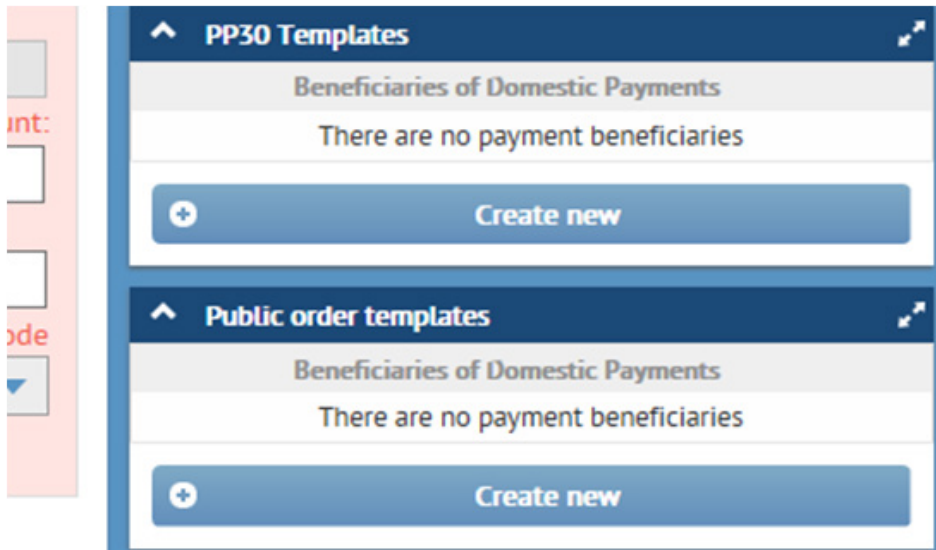 PP30 Templates
Beneficiaries of Domestic Payments
There are no payment beneficiaries
Create new
Public order templates
Beneficiaries of Domestic Payments
There are no payment beneficiaries
Create new